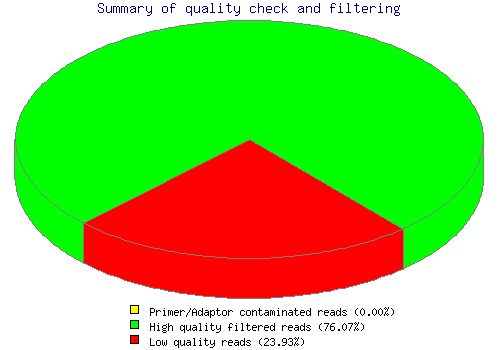 Summary of quality check and filtering
Primer/Adaptor contaminated reads (0.00%)
High quality filtered reads (76.07%)
Low quality reads (23.93%)